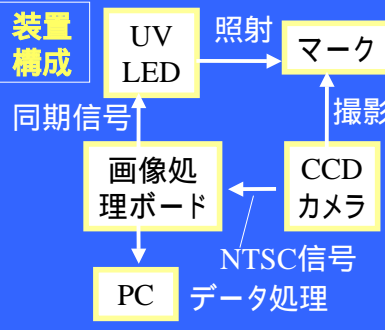 装置
構成
UV
LED
照射
マーク
同期信号
撮影
画像処
理ボード
CCD
カメラ
NTSC信号
PC
データ処理